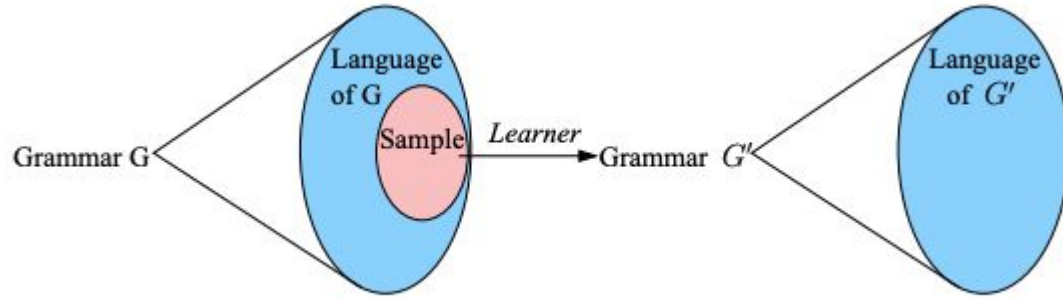 Grammar G
Language
of G
Sample
Learner
Grammar G'
Language
of G'